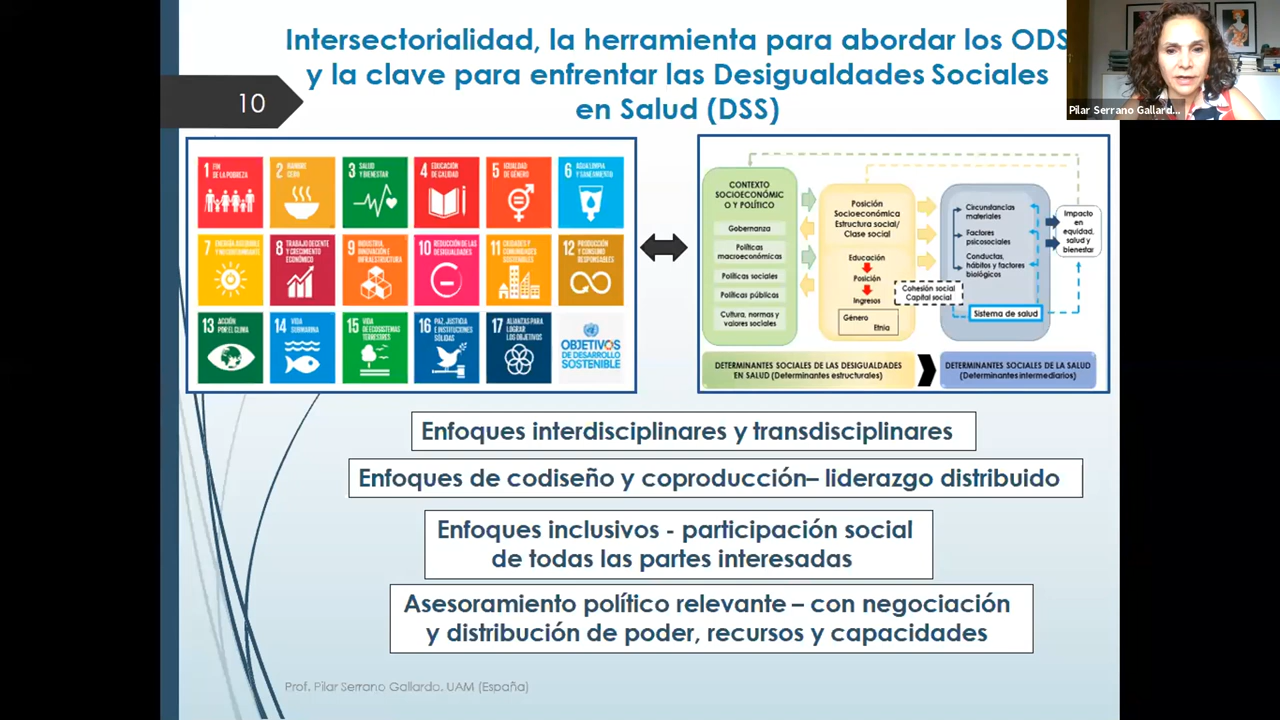 Intersectorialidad, la herramienta para abordar los ODS
y la clave para enfrentar las Desigualdades Sociales
en Salud (DSS)
10
Pilar Serrano Gallard...
1 FIN
DE LA POBREZA
2 HAMBRE
CERO
3 SALUD
Y BIENESTAR
4 EDUCACIÓN
DE CALIDAD
5 IGUALDAD
DE GÉNERO
6 AGUA LIMPIA
Y SANEAMIENTO
7 ENERGÍA ASEQUIBLE
Y NO CONTAMINANTE
8 TRABAJO DECENTE
Y CRECIMIENTO
ECONÓMICO
9 INDUSTRIA,
INNOVACIÓN E
INFRAESTRUCTURA
10 REDUCCIÓN DE LAS
DESIGUALDADES
11 CIUDADES Y
COMUNIDADES
SOSTENIBLES
12 PRODUCCIÓN
Y CONSUMO
RESPONSABLES
13 ACCIÓN
POR EL CLIMA
14 VIDA
SUBMARINA
15 VIDA
DE ECOSISTEMAS
TERRESTRES
16 PAZ, JUSTICIA
E INSTITUCIONES
SÓLIDAS
17 ALIANZAS PARA
LOGRAR
LOS OBJETIVOS
OBJETIVOS
DE DESARROLLO
SOSTENIBLE
CONTEXTO
SOCIOECONÓMIC
O Y POLÍTICO
Gobernanza
Políticas
macroeconómicas
Políticas sociales
Políticas públicas
Cultura, normas y
valores sociales
Posición
Socioeconómica
Estructura social/
Clase social
Educación
Posición
Ingresos
Género
Etnia
Cohesión social
Capital social
Circunstancias
materiales
Factores
psicosociales
Conductas,
hábitos y factores
biológicos
Sistema de salud
Impacto
en
equidad,
salud y
bienestar
DETERMINANTES SOCIALES DE LAS DESIGUALDADES
EN SALUD (Determinantes estructurales)
DETERMINANTES SOCIALES DE LA SALUD
(Determinantes intermediarios)
Enfoques interdisciplinares y transdisciplinares
Enfoques de codiseño y coproducción– liderazgo distribuido
Enfoques inclusivos - participación social
de todas las partes interesadas
Asesoramiento político relevante – con negociación
y distribución de poder, recursos y capacidades
Prof. Pilar Serrano Gallardo. UAM (España)